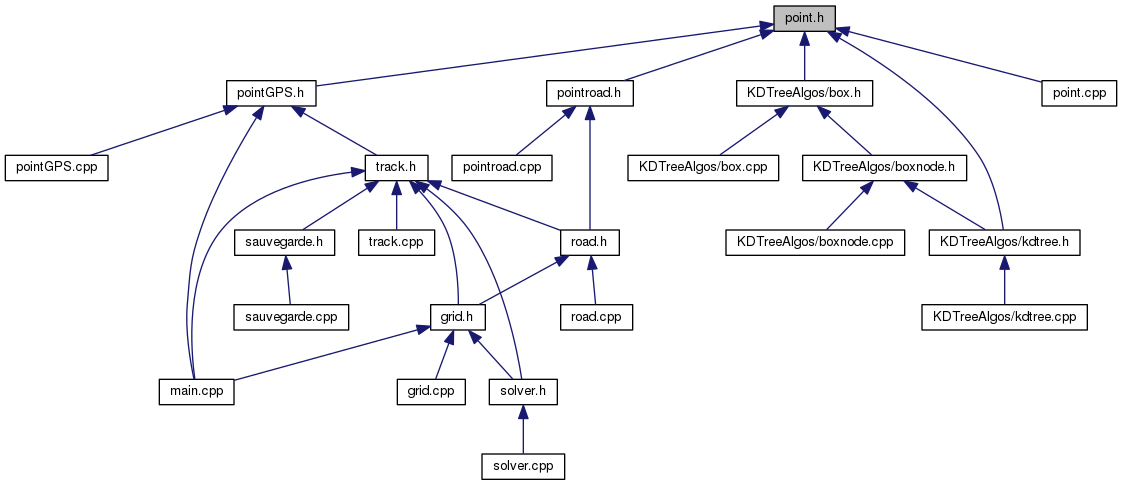 point.h
pointGPS.h
pointroad.h
KDTreeAlgos/box.h
point.cpp
pointGPS.cpp
track.h
pointroad.cpp
KDTreeAlgos/box.cpp
KDTreeAlgos/boxnode.h
sauvegarde.h
track.cpp
road.h
KDTreeAlgos/boxnode.cpp
KDTreeAlgos/kdtree.h
sauvegarde.cpp
grid.h
road.cpp
KDTreeAlgos/kdtree.cpp
main.cpp
grid.cpp
solver.h
solver.cpp